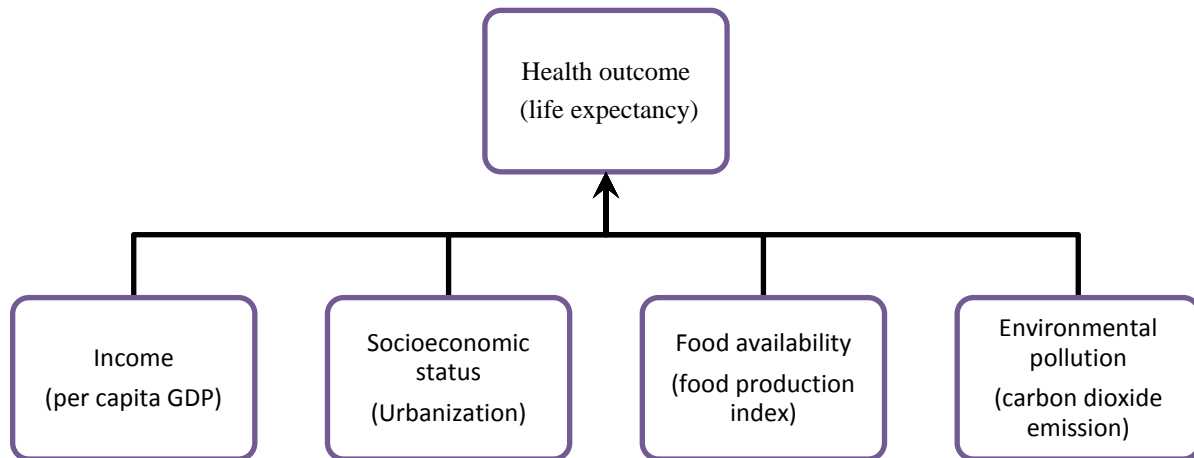 Health outcome
(life expectancy)
Income
(per capita GDP)
Socioeconomic
status
(Urbanization)
Food availability
(food production
index)
Environmental
pollution
(carbon dioxide
emission)